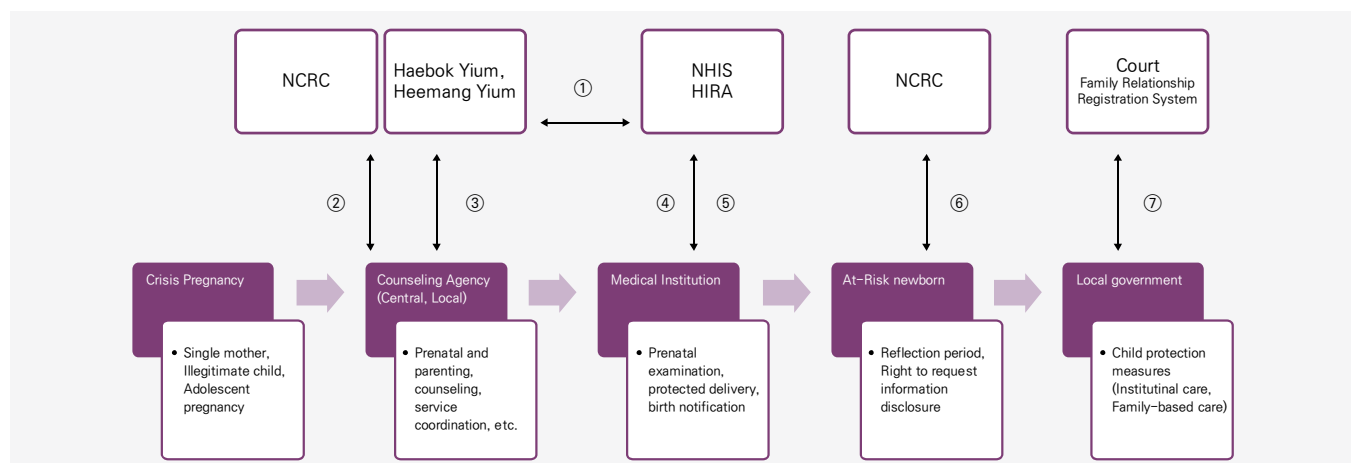 NCRC
Haebok Yium,
Heemang Yium
①
NHIS
HIRA
NCRC
Court
Family Relationship
Registration System
②
③
④
⑤
⑥
⑦
Crisis Pregnancy
• Single mother,
Illegitimate child,
Adolescent
pregnancy
Counseling Agency
(Central, Local)
• Prenatal and
parenting,
counseling,
service
coordination, etc.
Medical Institution
• Prenatal
examination,
protected delivery,
birth notification
At-Risk newborn
• Reflection period,
Right to request
information
disclosure
Local government
• Child protection
measures
(Institutinal care,
Family-based care)